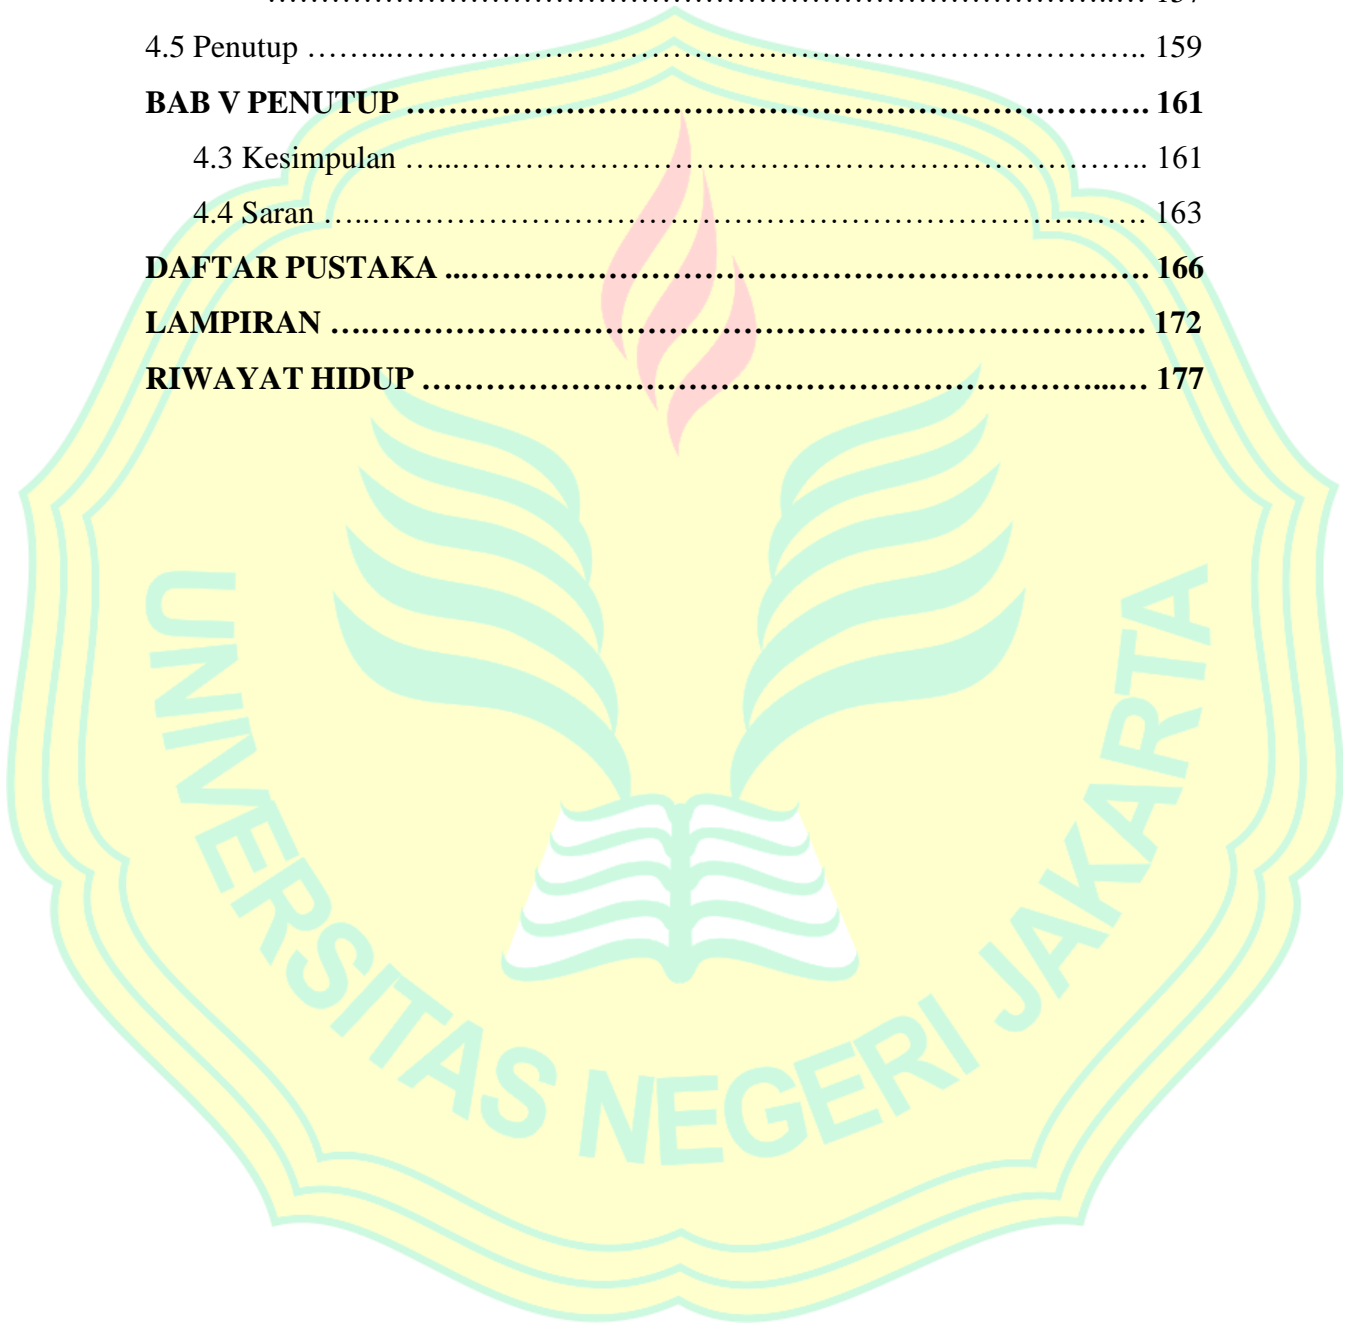 ………………………………………………………………………..… 157
4.5 Penutup ……...……………………………………………………………….. 159
BAB V PENUTUP ……………………………………………………………. 161
4.3 Kesimpulan …...……………………………………………………….. 161
4.4 Saran …..………………………………………………………….……… 163
DAFTAR PUSTAKA ...………………………………………………………. 166
LAMPIRAN ….………………………………………………………………. 172
RIWAYAT HIDUP ………………………………………………………...… 177
UNIVERSITAS NEGERI JAKARTA